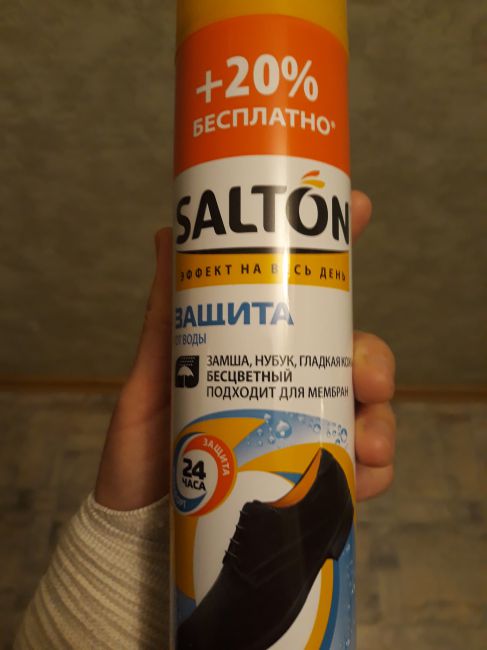 +20%
БЕСПЛАТНО*
SALTON
ЭФФЕКТ НА ВЕСЬ ДЕНЬ
ЗАЩИТА
ОТ ВОДЫ
ЗАМША, НУБУК, ГЛАДКАЯ
БЕСЦВЕТНЫЙ
ПОДХОДИТ ДЛЯ МЕМБРАН
ЗАЩИТА
24
ЧАСА